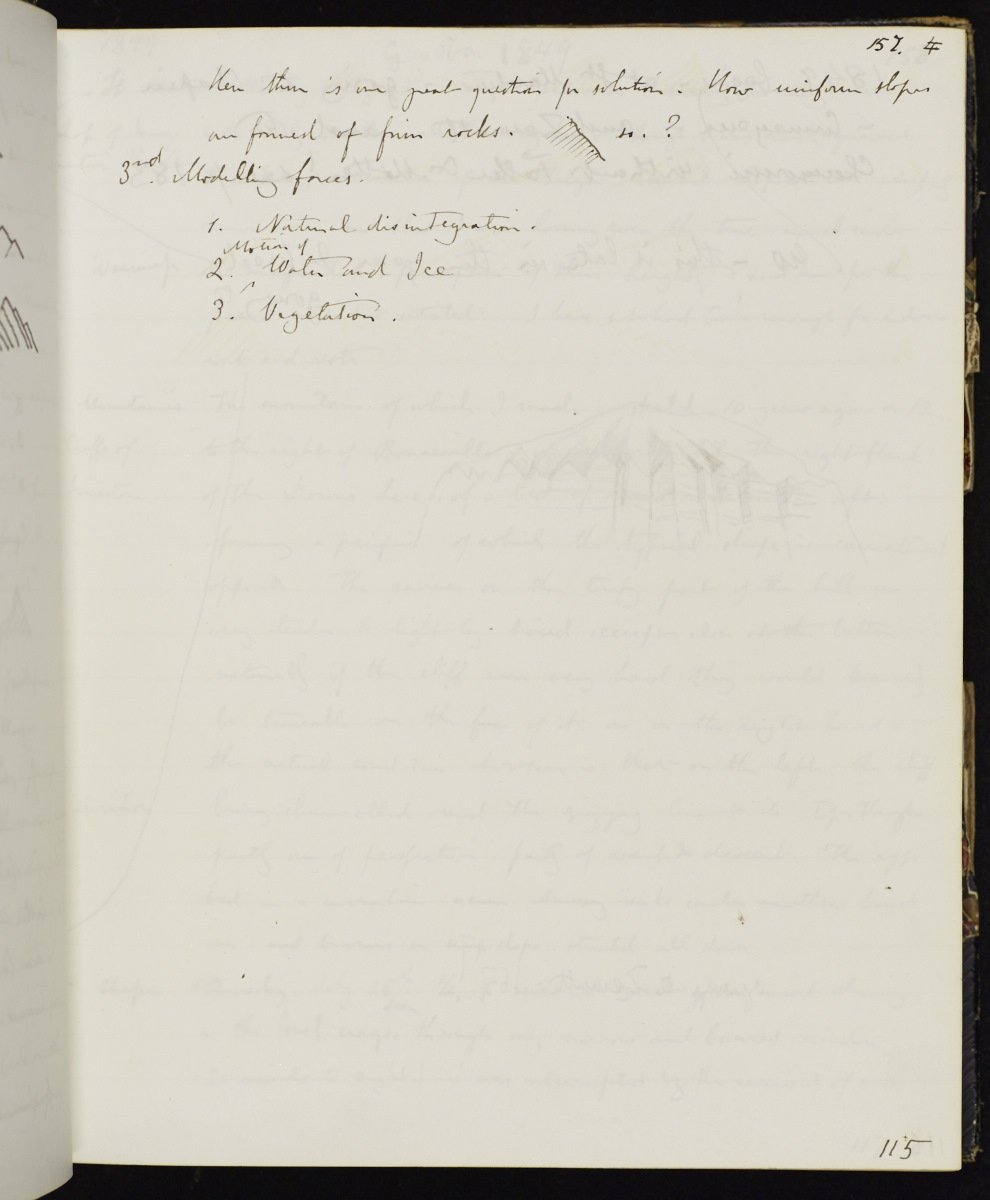 157. 4
Here then is one great question for solution. How uniform slopes
are formed of firm rocks. so. ?
3rd. Modelling forces.
1. Natural disintegration.
Motion of
2. ^ Water and Ice
3. Vegetation.
115